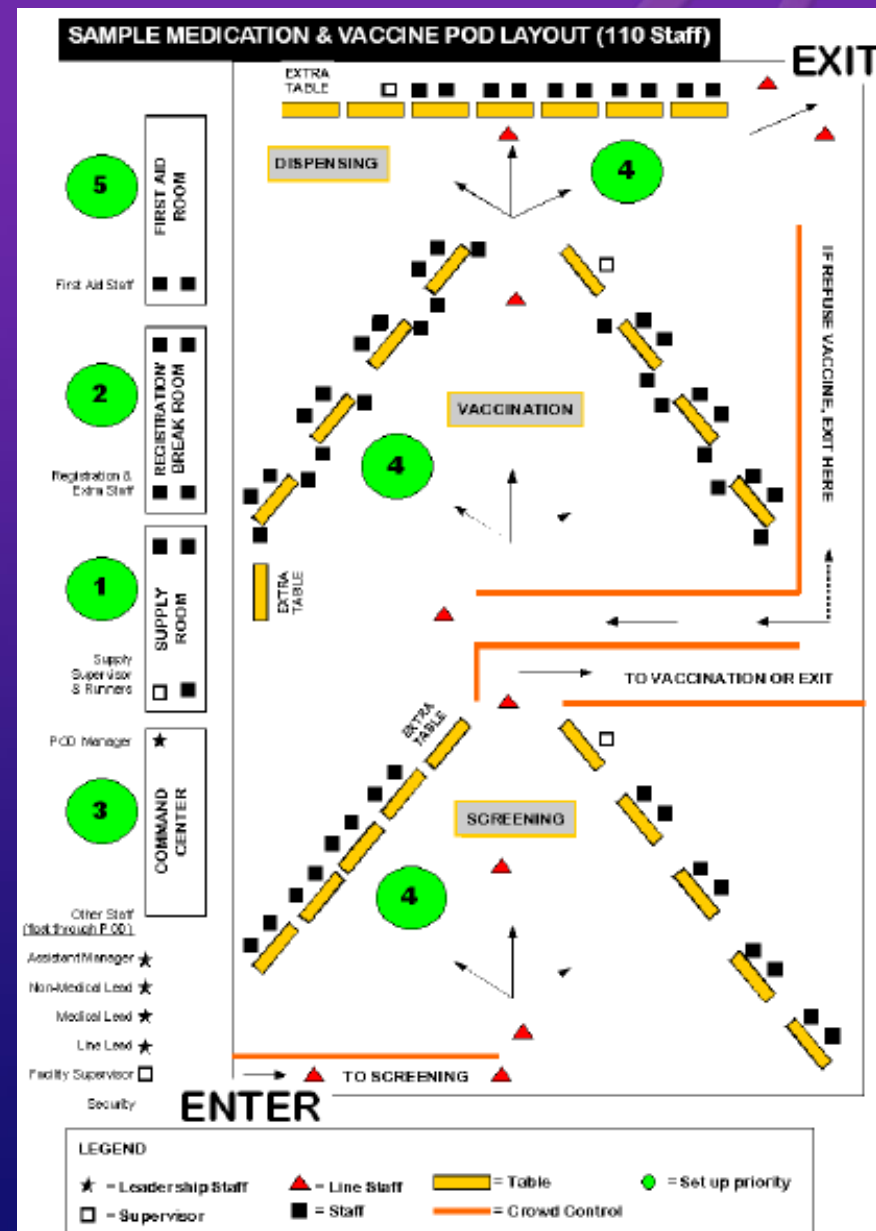 SAMPLE MEDICATION & VACCINE POD LAYOUT (110 Staff)
EXIT
EXTRA
TABLE
DISPENSING
4
5
FIRST AID
ROOM
First Aid Staff
IF REFUSE VACCINE, EXIT HERE
2
REGISTRATION/
BREAK ROOM
Registration &
Extra Staff
VACCINATION
4
1
SUPPLY
ROOM
EXTRA
TABLE
Supply
Supervisor
& Runners
TO VACCINATION OR EXIT
POD Manager
EXTRA
TABLE
3
COMMAND
CENTER
SCREENING
4
Other Staff
(float through POD)
Assistant Manager
Non-Medical Lead
Medical Lead
Line Lead
Facility Supervisor
Security
TO SCREENING
ENTER
LEGEND
= Leadership Staff
= Line Staff
= Table
= Set up priority
= Supervisor
= Staff
= Crowd Control